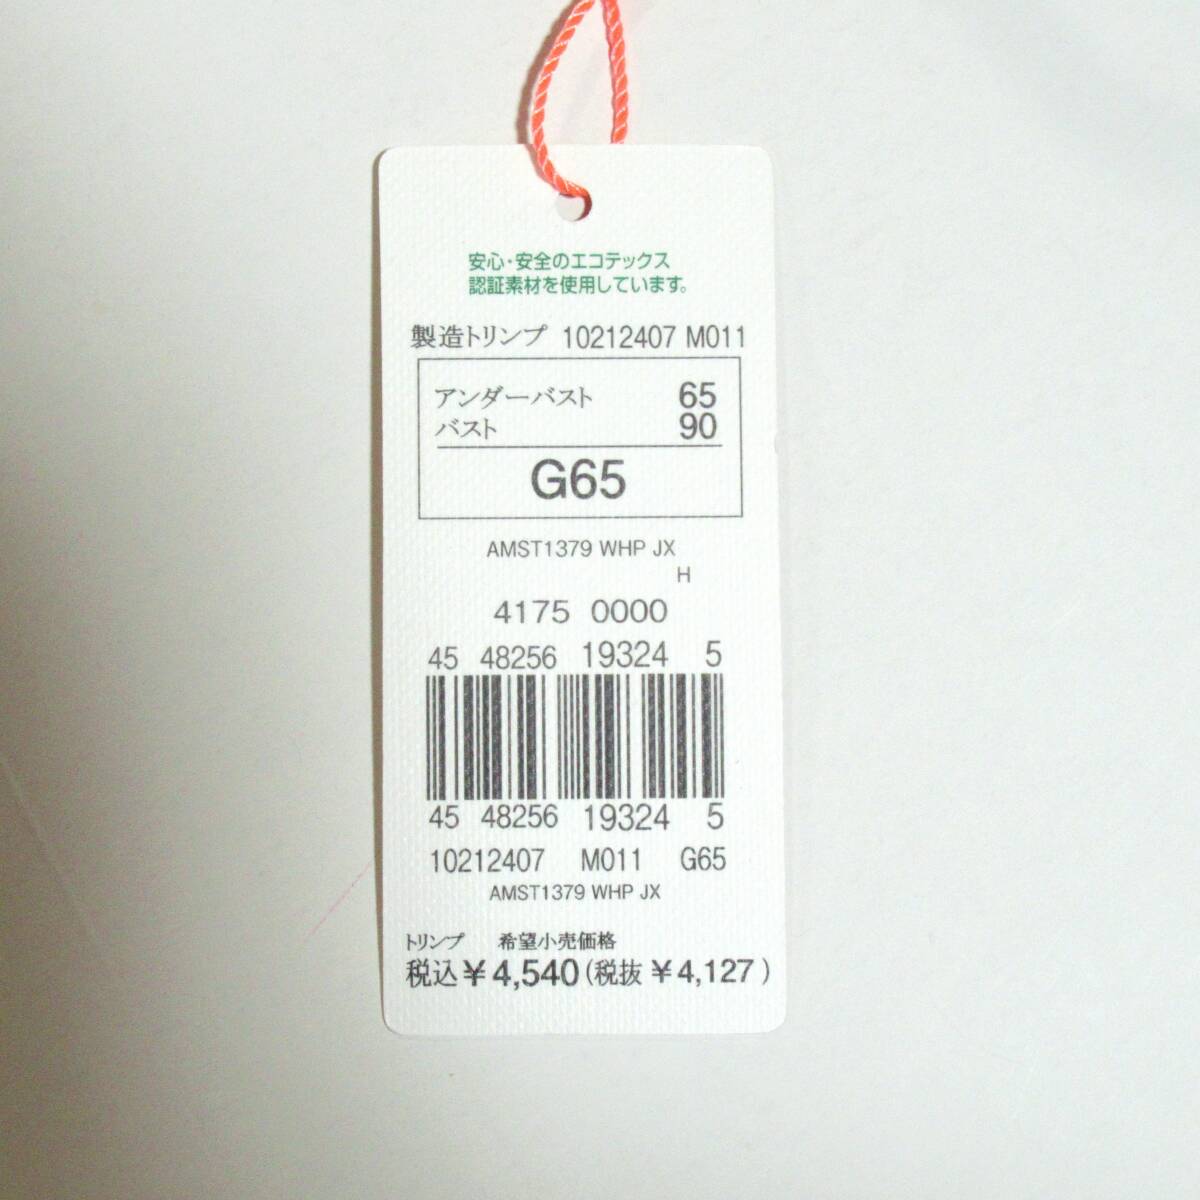 安心・安全のエコテックス
認証素材を使用しています。
製造トリンプ 10212407 M011
アンダーバスト 65
バスト 90
G65
AMST1379 WHP JX
H
4175 0000
45 48256 19324 5
45 48256 19324 5
10212407 M011 G65
AMST1379 WHP JX
トリンプ 希望小売価格
税込￥4,540(税抜￥4,127)